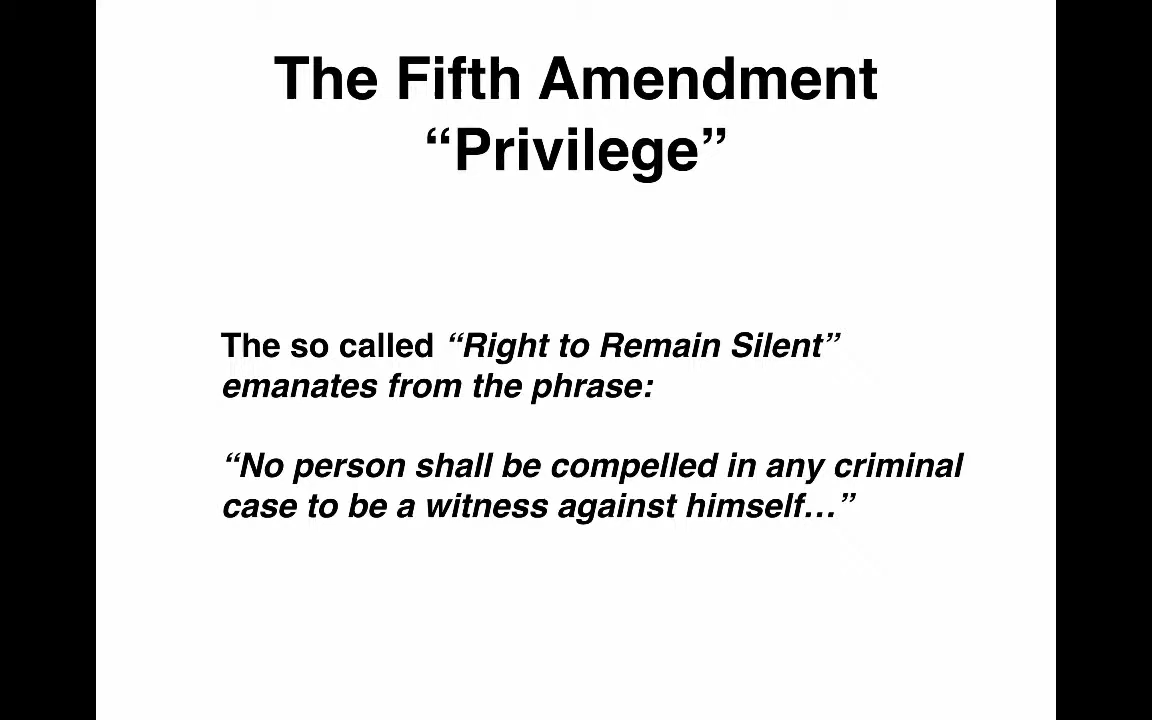 The Fifth Amendment
“Privilege”
The so called “Right to Remain Silent”
emanates from the phrase:
“No person shall be compelled in any criminal
case to be a witness against himself…”